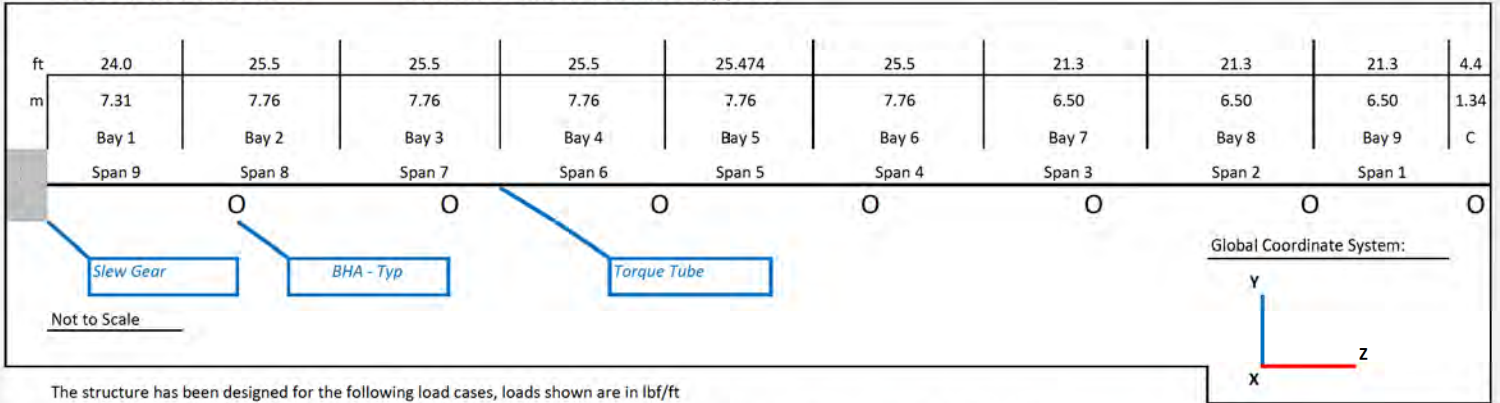 ft 24.0 25.5 25.5 25.5 25.474 25.5 21.3 21.3 21.3 4.4
m 7.31 7.76 7.76 7.76 7.76 7.76 6.50 6.50 6.50 1.34
Bay 1 Bay 2 Bay 3 Bay 4 Bay 5 Bay 6 Bay 7 Bay 8 Bay 9 C
Span 9 Span 8 Span 7 Span 6 Span 5 Span 4 Span 3 Span 2 Span 1
O O O O O O O
Global Coordinate System:
Slew Gear BHA - Typ Torque Tube
Y
Not to Scale
Z
X
The structure has been designed for the following load cases, loads shown are in lbf/ft